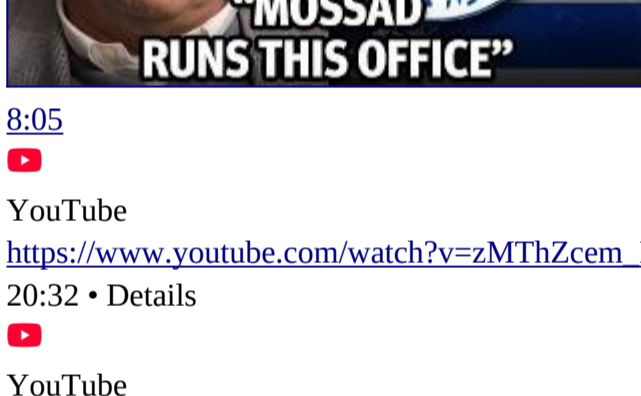 “MOSSAD
RUNS THIS OFFICE”
8:05
YouTube
https://www.youtube.com/watch?v=zMThZcem_
20:32 • Details
YouTube